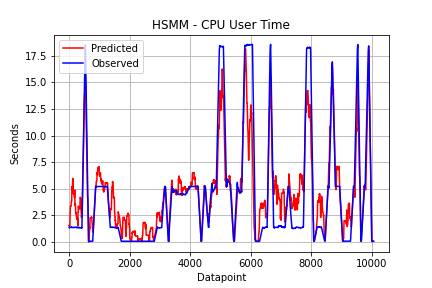 HSMM - CPU User Time
Predicted
Observed
17.5
15.0
12.5
10.0
7.5
5.0
2.5
0.0
Seconds
0 2000 4000 6000 8000 10000
Datapoint